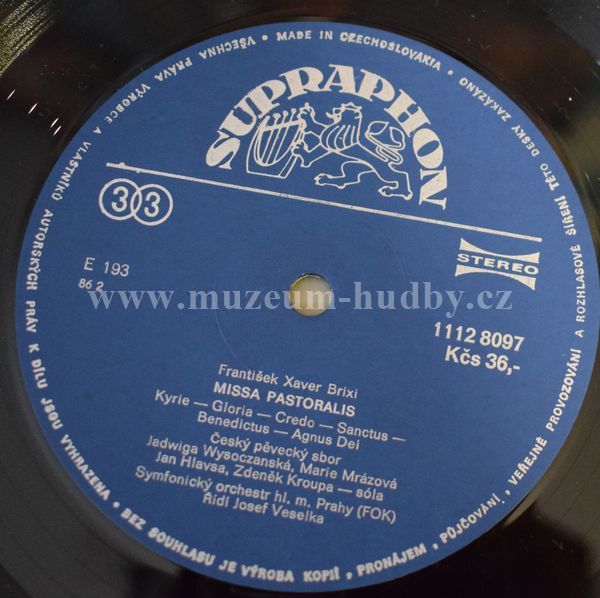 VŠECHNA PRÁVA VÝROBCE A VLASTNÍKŮ AUTORSKÝCH PRÁV K DÍLU JSOU VYHRAZENA • BEZ SOUHLASU JE VÝROBA KOPIÍ, PRONÁJEM, PŮJČOVÁNÍ, VEŘEJNÉ PROVOZOVÁNÍ A ROZHLASOVÉ ŠÍŘENÍ TÉTO DESKY ZAKÁZÁNO • MADE IN CZECHOSLOVAKIA •
SUPRAPHON
33
STEREO
E 193
86 2
www.muzeum-hudby.cz
1112 8097
Kčs 36,-
František Xaver Brixi
MISSA PASTORALIS
Kyrie — Gloria — Credo — Sanctus —
Benedictus — Agnus Dei
Český pěvecký sbor
Jadwiga Wysoczanská, Marie Mrázová
Jan Hlavsa, Zdeněk Kroupa — sóla
Symfonický orchestr hl. m. Prahy (FOK)
Řídí Josef Veselka